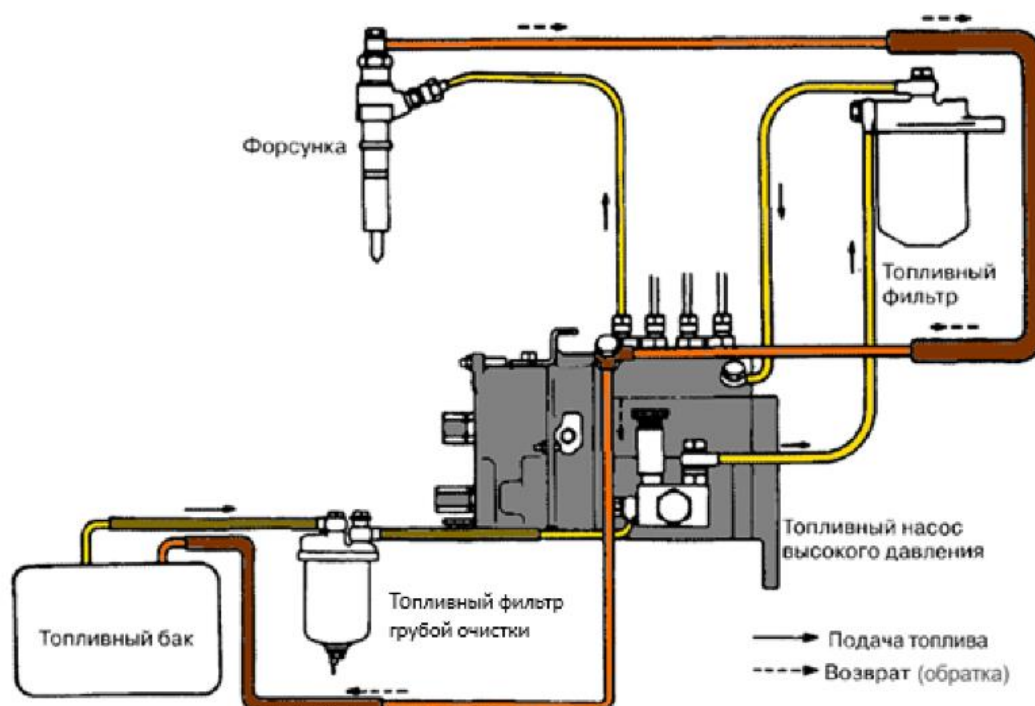 Форсунка
Топливный
фильтр
Топливный насос
высокого давления
Топливный фильтр
грубой очистки
Топливный бак
Подача топлива
Возврат (обратка)